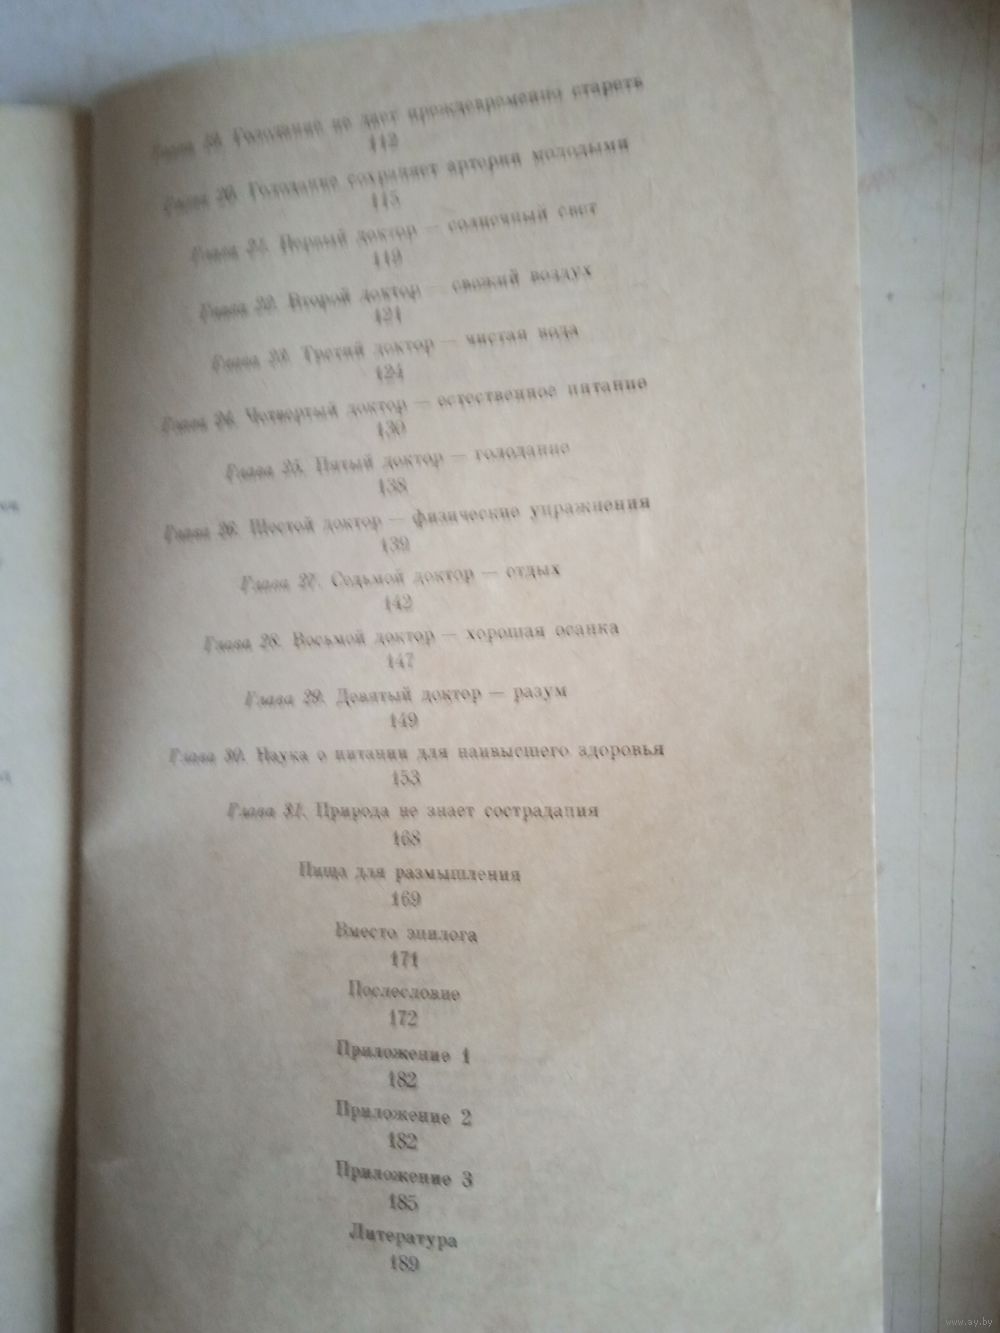 Глава 19. Голодание не дает преждевременно стареть
112
Глава 20. Голодание сохраняет артерии молодыми
115
Глава 21. Первый доктор — солнечный свет
119
Глава 22. Второй доктор — свежий воздух
121
Глава 23. Третий доктор — чистая вода
124
Глава 24. Четвертый доктор — естественное питание
130
Глава 25. Пятый доктор — голодание
138
Глава 26. Шестой доктор — физические упражнения
139
Глава 27. Седьмой доктор — отдых
142
Глава 28. Восьмой доктор — хорошая осанка
147
Глава 29. Девятый доктор — разум
149
Глава 30. Наука о питании для наивысшего здоровья
153
Глава 31. Природа не знает сострадания
168
Пища для размышления
169
Вместо эпилога
171
Послесловие
172
Приложение 1
182
Приложение 2
182
Приложение 3
185
Литература
189
www.ay.by